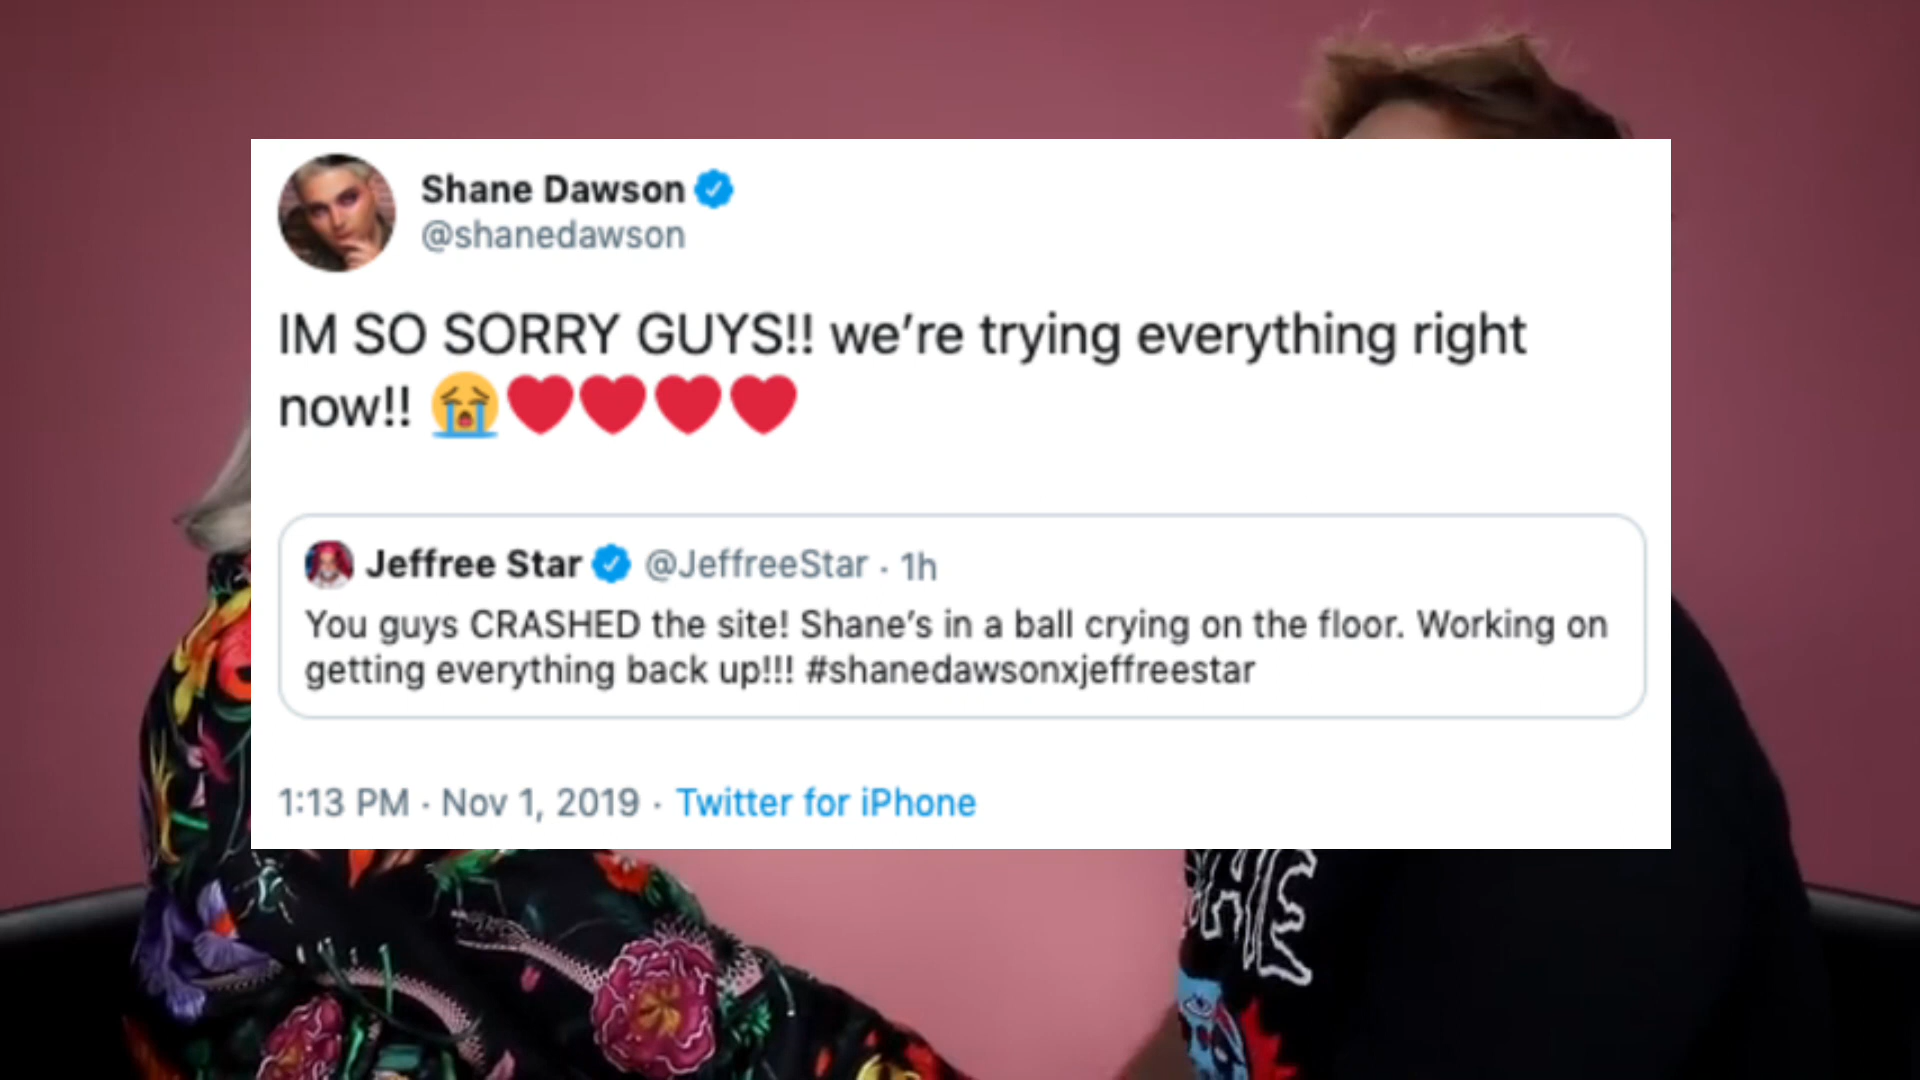 Shane Dawson
@shanedawson
IM SO SORRY GUYS!! we’re trying everything right
now!! 😭❤️❤️❤️❤️
Jeffree Star @JeffreeStar · 1h
You guys CRASHED the site! Shane’s in a ball crying on the floor. Working on
getting everything back up!!! #shanedawsonxjeffreestar
1:13 PM · Nov 1, 2019 · Twitter for iPhone